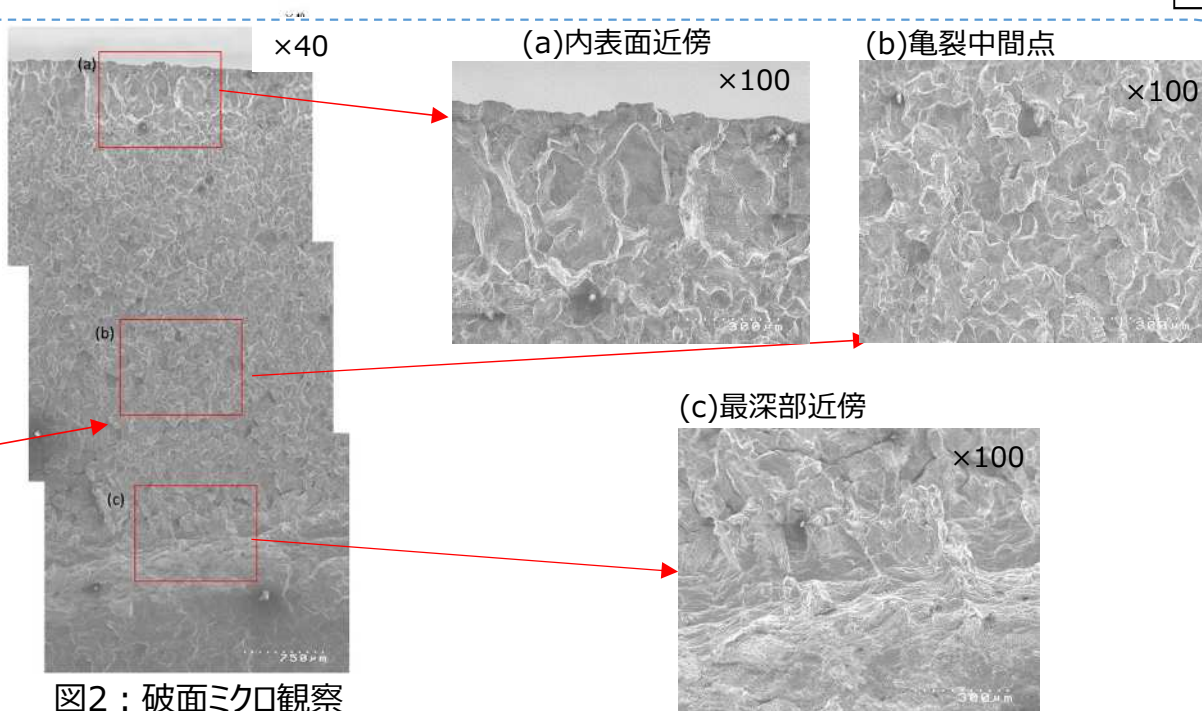 ×40
(a)内表面近傍
(b)亀裂中間点
(a)
×100
×100
300μm
300μm
(b)
(c)最深部近傍
(c)
×100
750μm
300μm
図2：破面ミクロ観察